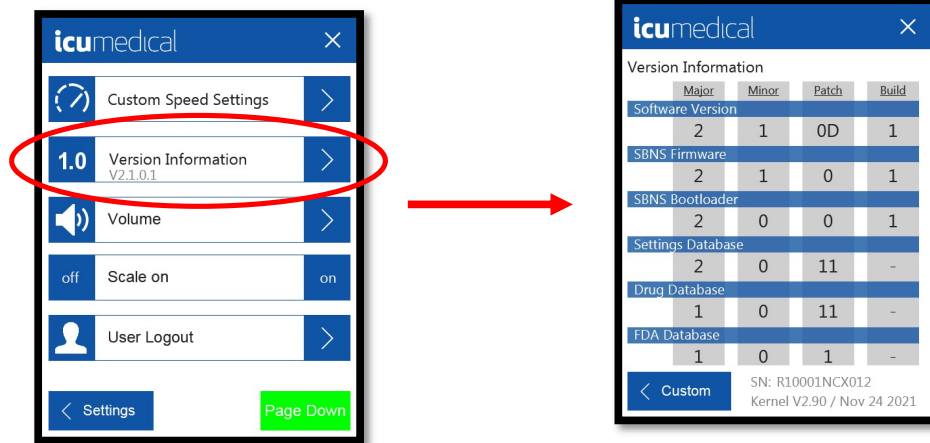 icumedical ×
Custom Speed Settings
1.0 Version Information
V2.1.0.1
Volume
off Scale on on
User Logout
< Settings Page Down
icumedical ×
Version Information
Major Minor Patch Build
Software Version
2 1 0D 1
SBNS Firmware
2 1 0 1
SBNS Bootloader
2 0 0 1
Settings Database
2 0 11 -
Drug Database
1 0 11 -
FDA Database
1 0 1 -
< Custom
SN: R10001NCX012
Kernel V2.90 / Nov 24 2021